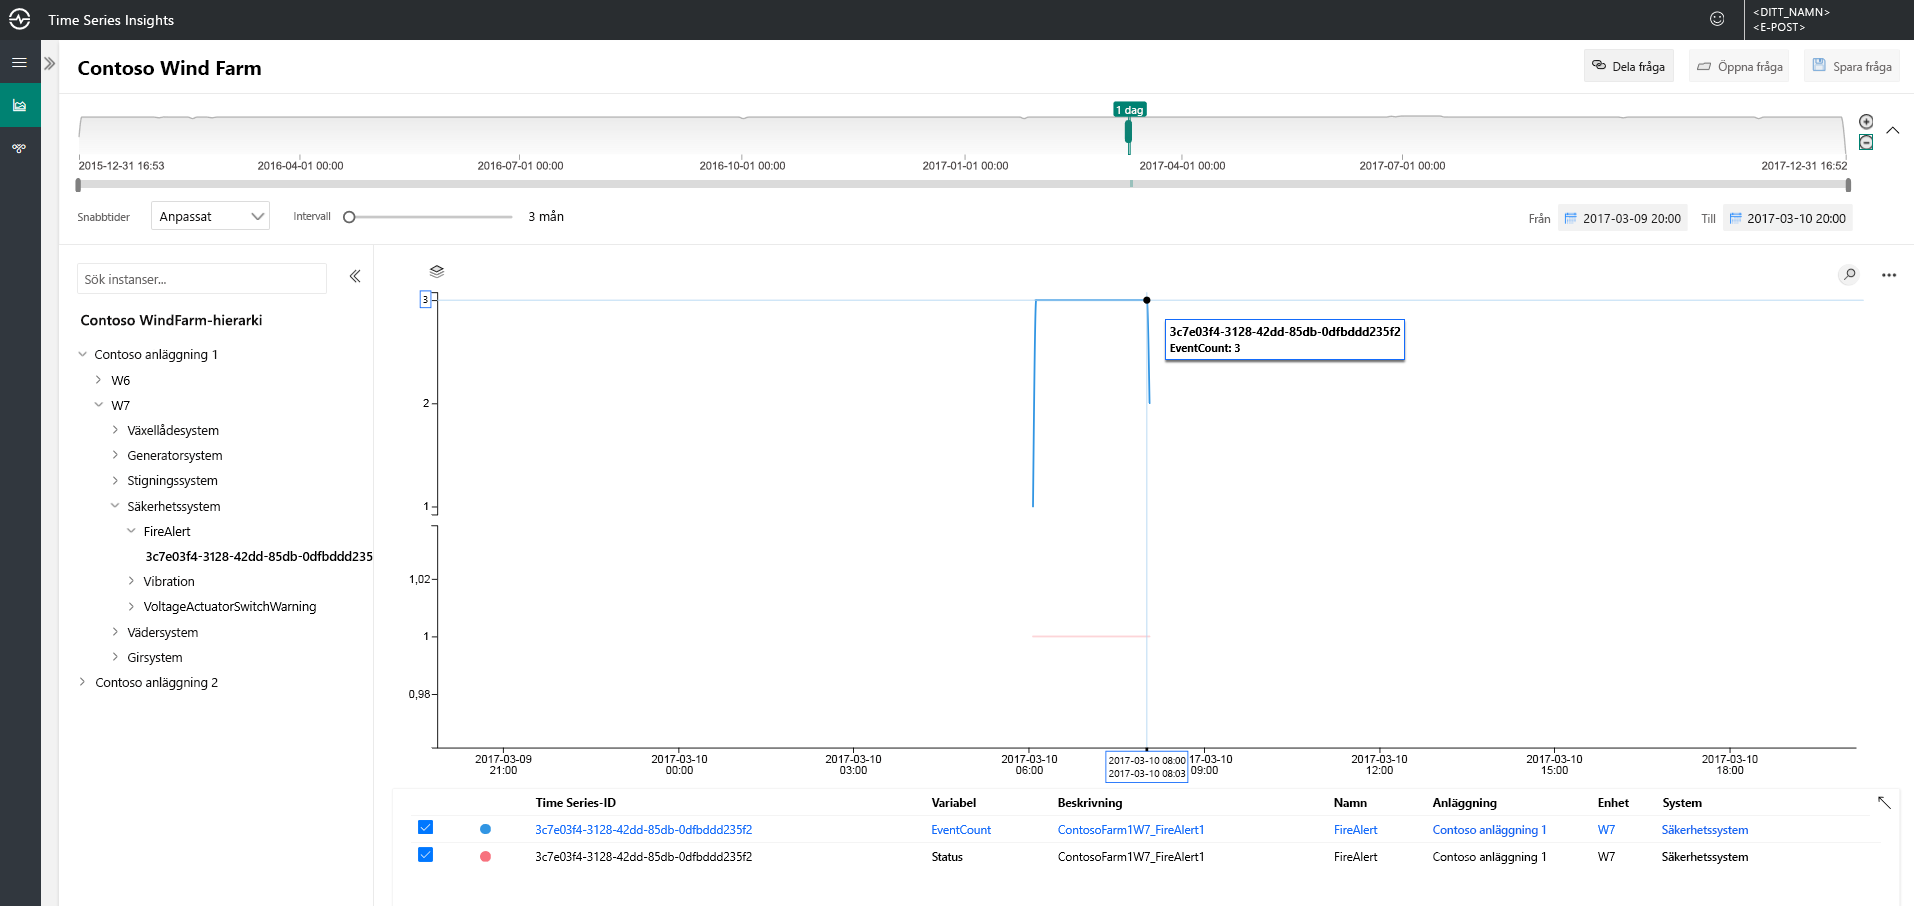 Time Series Insights
<DITT_NAMN>
<E-POST>
Contoso Wind Farm
Dela fråga
Öppna fråga
Spara fråga
1 dag
2015-12-31 16:53
2016-04-01 00:00
2016-07-01 00:00
2016-10-01 00:00
2017-01-01 00:00
2017-04-01 00:00
2017-07-01 00:00
2017-12-31 16:52
Snabbtider
Anpassat
Intervall
3 mån
Från
2017-03-09 20:00
Till
2017-03-10 20:00
Sök instanser...
Contoso WindFarm-hierarki
Contoso anläggning 1
W6
W7
Växellådesystem
Generatorsystem
Stigningssystem
Säkerhetssystem
FireAlert
3c7e03f4-3128-42dd-85db-0dfbddd235
Vibration
VoltageActuatorSwitchWarning
Vädersystem
Girsystem
Contoso anläggning 2
3
2
1
3c7e03f4-3128-42dd-85db-0dfbddd235f2
EventCount: 3
1,02
1
0,98
2017-03-09
21:00
2017-03-10
00:00
2017-03-10
03:00
2017-03-10
06:00
2017-03-10 08:00
2017-03-10 08:03
17-03-10
09:00
2017-03-10
12:00
2017-03-10
15:00
2017-03-10
18:00
Time Series-ID Variabel Beskrivning Namn Anläggning Enhet System
3c7e03f4-3128-42dd-85db-0dfbddd235f2 EventCount ContosoFarm1W7_FireAlert1 FireAlert Contoso anläggning 1 W7 Säkerhetssystem
3c7e03f4-3128-42dd-85db-0dfbddd235f2 Status ContosoFarm1W7_FireAlert1 FireAlert Contoso anläggning 1 W7 Säkerhetssystem